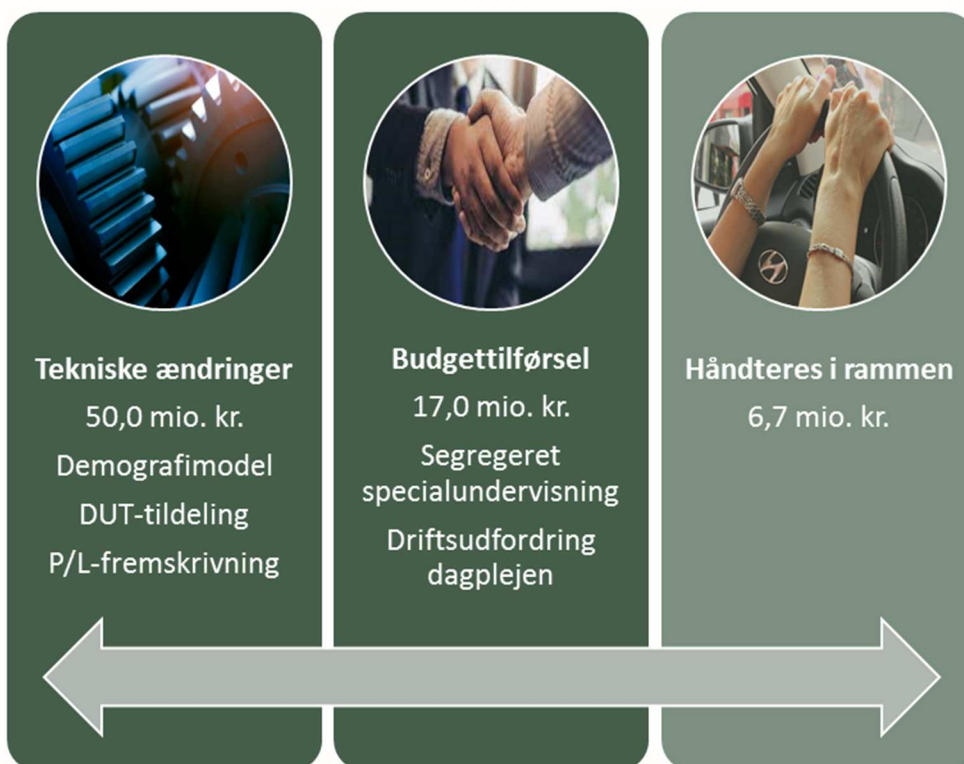 Tekniske ændringer
50,0 mio. kr.
Demografimodel
DUT-tildeling
P/L-fremskrivning
Budgettilførsel
17,0 mio. kr.
Segregeret
specialundervisning
Driftsudfordring
dagplejen
Håndteres i rammen
6,7 mio. kr.